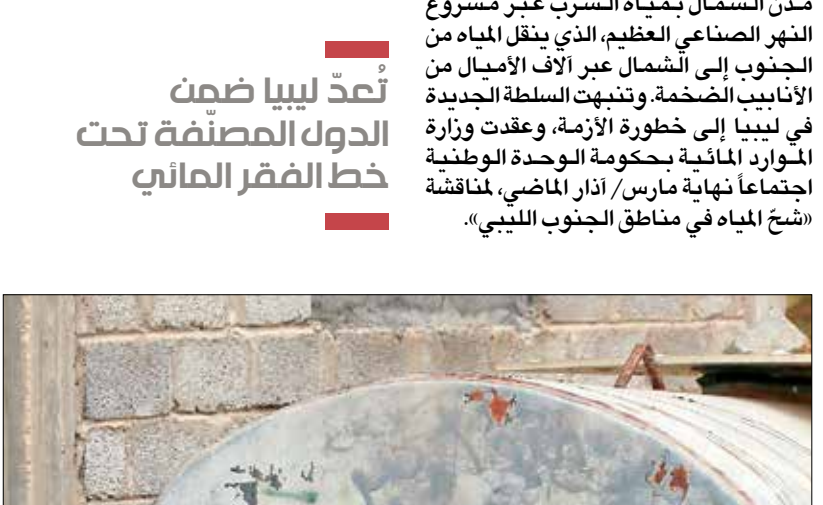 مدن الشمال بمياه الشرب عبر مشروع
النهر الصناعي العظيم، الذي ينقل المياه من
الجنوب إلى الشمال عبر آلاف الأميال من
الأنابيب الضخمة. وتنبهت السلطة الجديدة
في ليبيا إلى خطورة الأزمة، وعقدت وزارة
الموارد المائية بحكومة الوحدة الوطنية
اجتماعاً نهاية مارس/ آذار الماضي، لمناقشة
«شحّ المياه في مناطق الجنوب الليبي».
تُعدّ ليبيا ضمن
الدول المصنّفة تحت
خط الفقر المائي